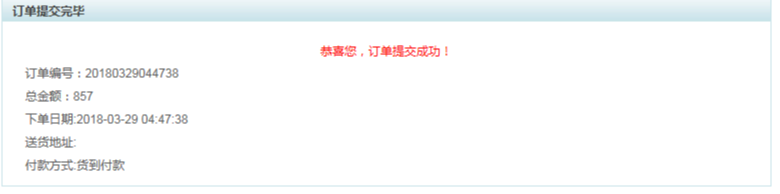 订单提交完毕
恭喜您，订单提交成功！
订单编号：20180329044738
总金额：857
下单日期:2018-03-29 04:47:38
送货地址:
付款方式:货到付款